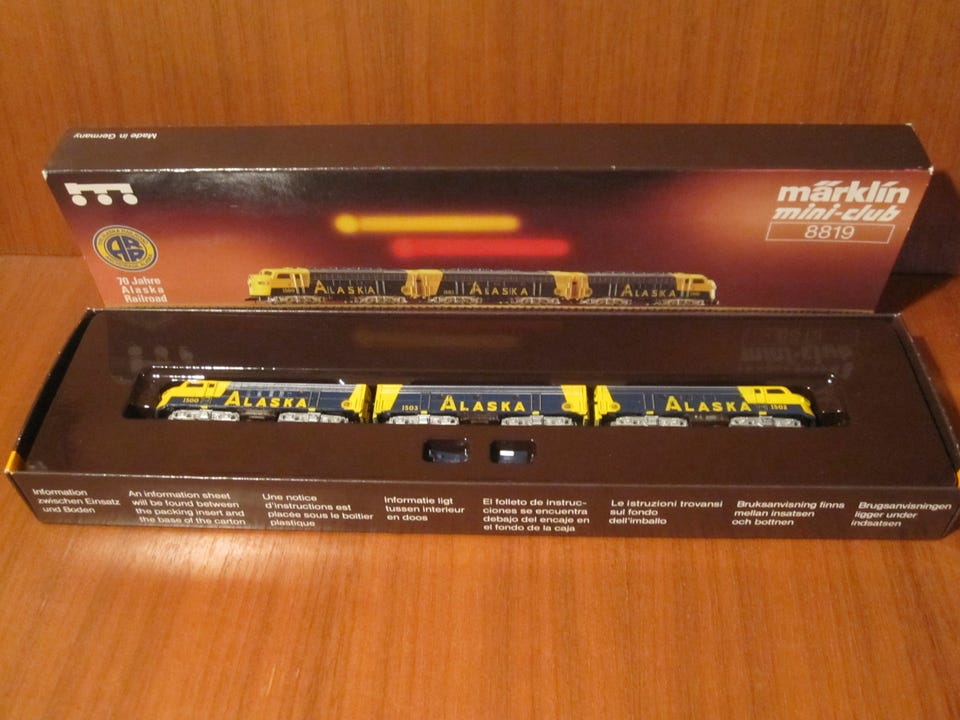 Made in Germany
märklin
mini-club
8819
70 Jahre
Alaska
Railroad
ALASKA
ALASKA
ALASKA
1500
ALASKA
1503
ALASKA
ALASKA
1502
Information
zwischen Einsatz
und Boden
An information sheet
will be found between
the packing insert and
the base of the carton
Une notice
d'instructions est
placée sous le boîtier
plastique
Informatie ligt
tussen interieur
en doos
El folleto de instruc-
ciones se encuentra
debajo del encaje en
el fondo de la caja
Le istruzioni trovansi
sul fondo
dell'imballo
Bruksanvisning finns
mellan insatsen
och bottnen
Brugsanvisningen
ligger under
indsatsen